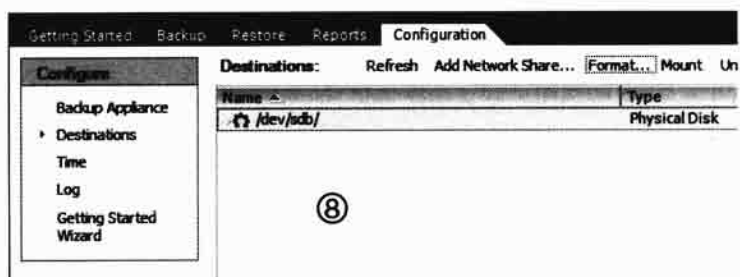 Getting Started Backup Restore Reports Configuration
Configure
Backup Appliance
Destinations
Time
Log
Getting Started
Wizard
Destinations: Refresh Add Network Share... Format... Mount Un
Name Type
/dev/sdb/ Physical Disk
⑧